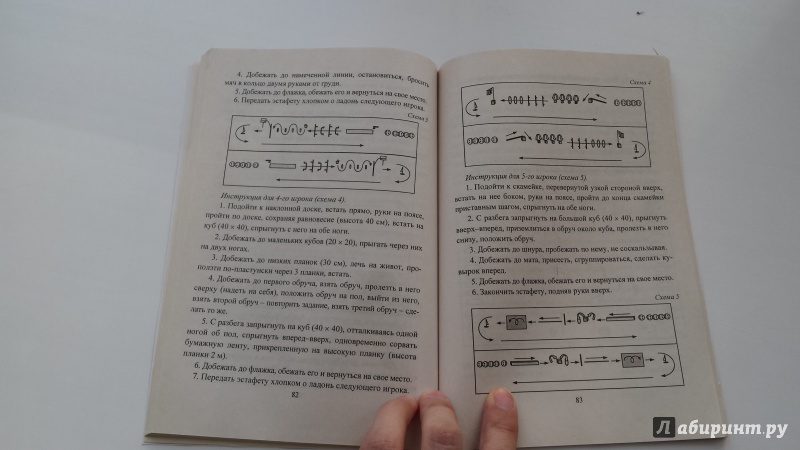 4. Добежать до намеченной линии, остановиться, бросить
мяч в кольцо двумя руками от груди.
5. Добежать до флажка, обежать его и вернуться на свое место.
6. Передать эстафету хлопком о ладонь следующего игрока.
Схема 3
Инструкция для 4-го игрока (схема 4).
1. Подойти к наклонной доске, встать прямо, руки на поясе,
пройти по доске, сохраняя равновесие (высота 40 см), встать на
куб (40 × 40), спрыгнуть с него на обе ноги.
2. Добежать до маленьких кубов (20 × 20), прыгать через них
на двух ногах.
3. Добежать до низких планок (30 см), лечь на живот, про-
ползти по-пластунски через 3 планки, встать.
4. Добежать до первого обруча, взять обруч, пролезть в него
сверху (надеть на себя), положить обруч на пол, выйти из него,
взять второй обруч – повторить задание, взять третий обруч – сде-
лать то же.
5. С разбега запрыгнуть на куб (40 × 40), отталкиваясь одной
ногой об пол, спрыгнуть вперед–вверх, одновременно сорвать
бумажную ленту, прикрепленную на высокую планку (высота
планки 2 м).
6. Добежать до флажка, обежать его и вернуться на свое место.
7. Передать эстафету хлопком о ладонь следующего игрока.
82
Схема 4
Инструкция для 5-го игрока (схема 5).
1. Подойти к скамейке, перевернутой узкой стороной вверх,
встать на нее боком, руки на поясе, пройти до конца скамейки
приставным шагом, спрыгнуть на обе ноги.
2. С разбега запрыгнуть на большой куб (40 × 40), прыгнуть
вверх–вперед, приземлиться в обруч около куба, пролезть в него
снизу, положить обруч.
3. Добежать до шнура, пробежать по нему, не соскальзывая.
4. Добежать до мата, присесть, сгруппироваться, сделать ку-
вырок вперед.
5. Добежать до флажка, обежать его и вернуться на свое место.
6. Закончить эстафету, подняв руки вверх.
Схема 5
83
Лабиринт.ру